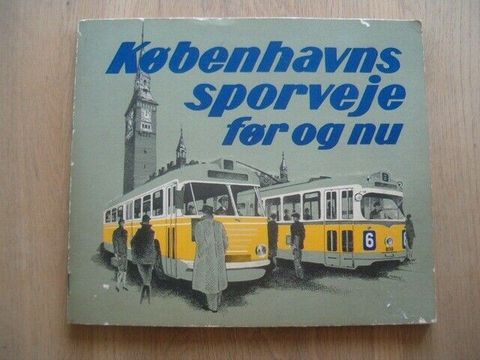 Københavns
sporveje
før og nu
6